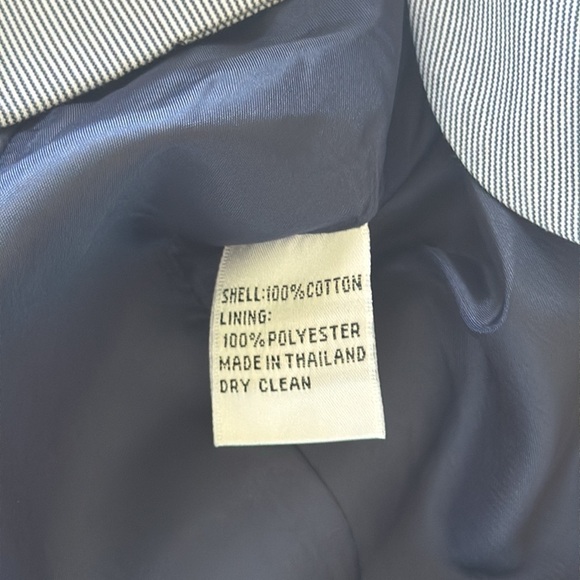 SHELL:100%COTTON
LINING:
100%POLYESTER
MADE IN THAILAND
DRY CLEAN